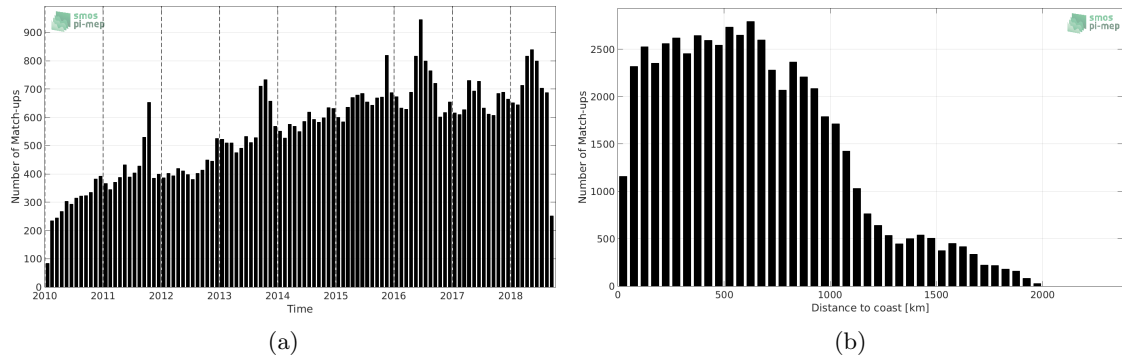 smos
pi-mep
900
800
700
600
500
400
300
200
100
0
Number of Match-ups
2010 2011 2012 2013 2014 2015 2016 2017 2018
Time
(a)
smos
pi-mep
2500
2000
1500
1000
500
0
Number of Match-ups
0 500 1000 1500 2000
Distance to coast [km]
(b)